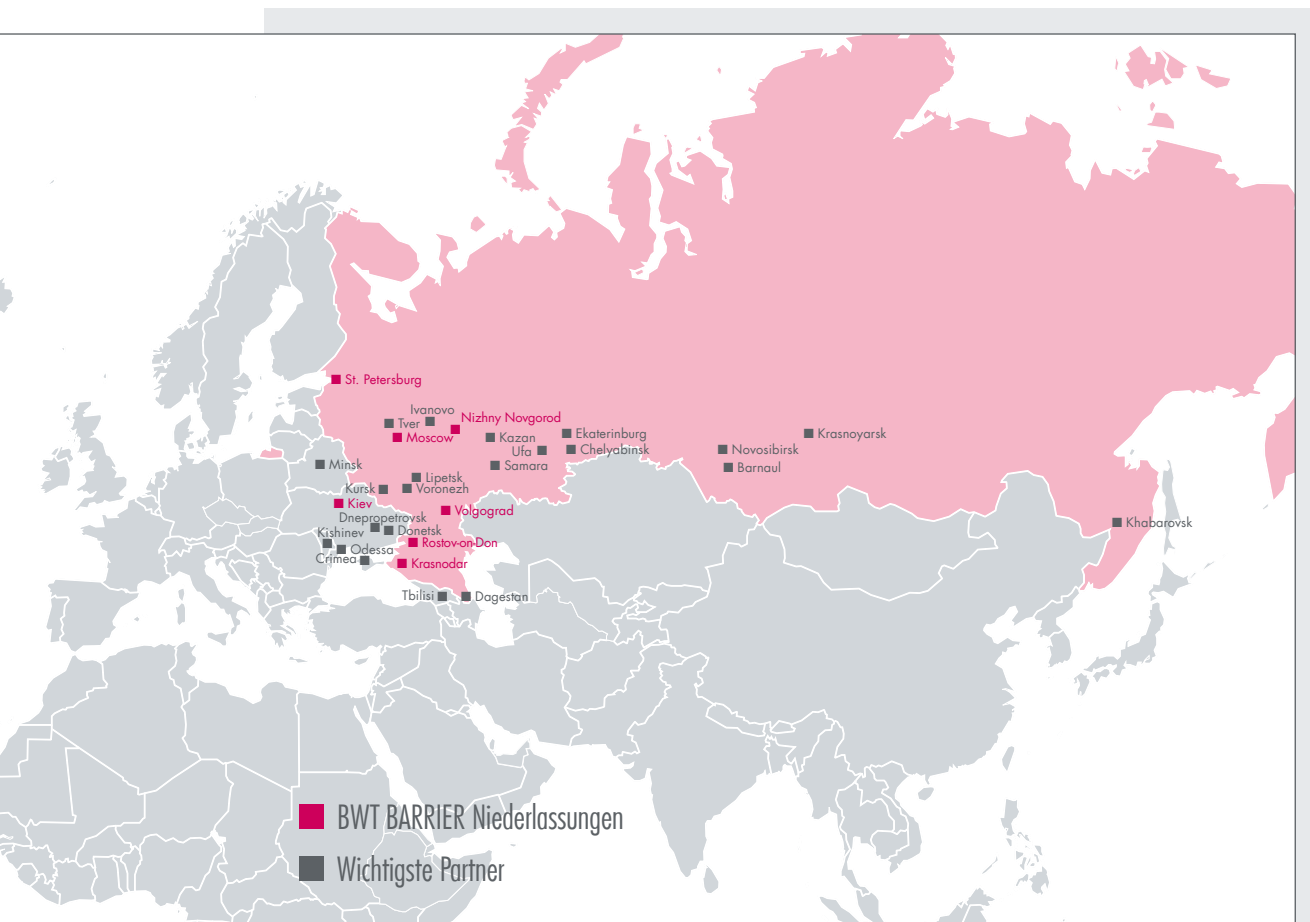 St. Petersburg
Ivanovo
Nizhny Novgorod
Tver
Moscow
Kazan
Ekaterinburg
Krasnoyarsk
Ufa
Chelyabinsk
Novosibirsk
Minsk
Samara
Barnaul
Lipetsk
Kursk
Voronezh
Kiev
Volgograd
Dnepropetrovsk
Khabarovsk
Donetsk
Kishinev
Rostov-on-Don
Odessa
Crimea
Krasnodar
Tbilisi
Dagestan
BWT BARRIER Niederlassungen
Wichtigste Partner